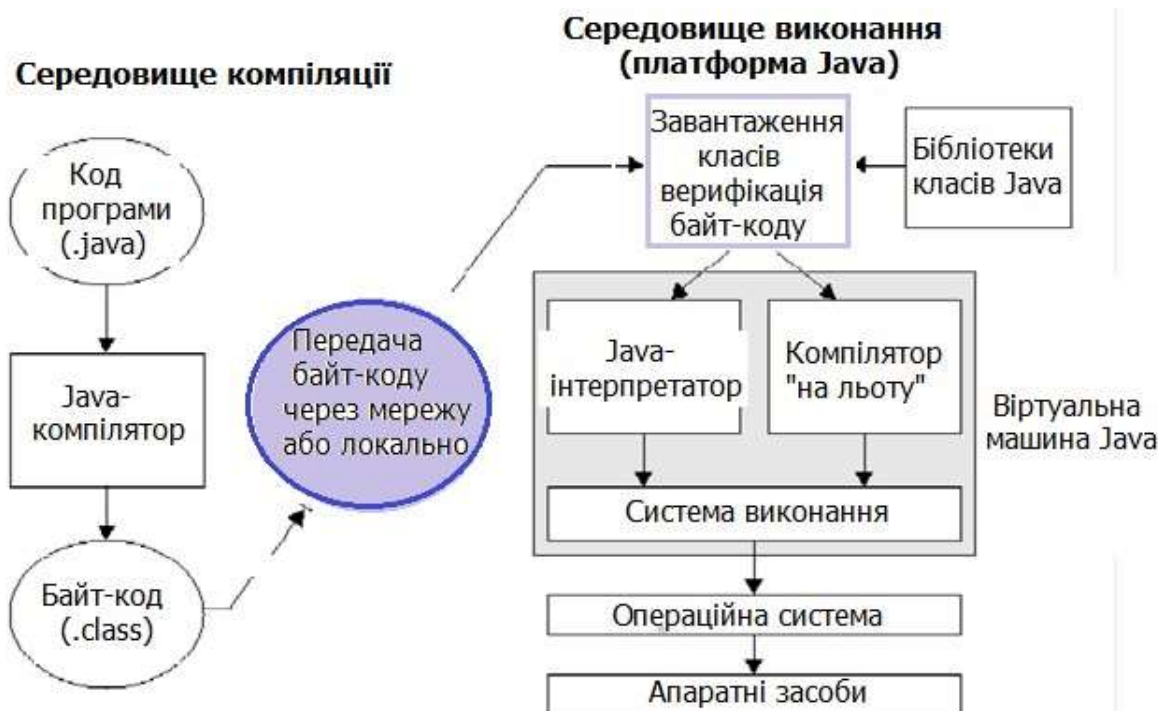 Середовище компіляції
Код
програми
(.java)
Java-
компілятор
Байт-код
(.class)
Передача
байт-коду
через мережу
або локально
Середовище виконання
(платформа Java)
Завантаження
класів
верифікація
байт-коду
Бібліотеки
класів Java
Java-
інтерпретатор
Компілятор
"на льоту"
Віртуальна
машина Java
Система виконання
Операційна система
Апаратні засоби